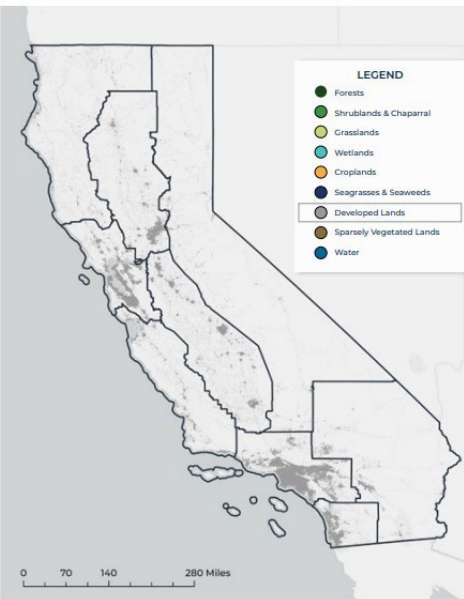 LEGEND
Forests
Shrublands & Chaparral
Grasslands
Wetlands
Croplands
Seagrasses & Seaweeds
Developed Lands
Sparsely Vegetated Lands
Water
0 70 140 280 Miles